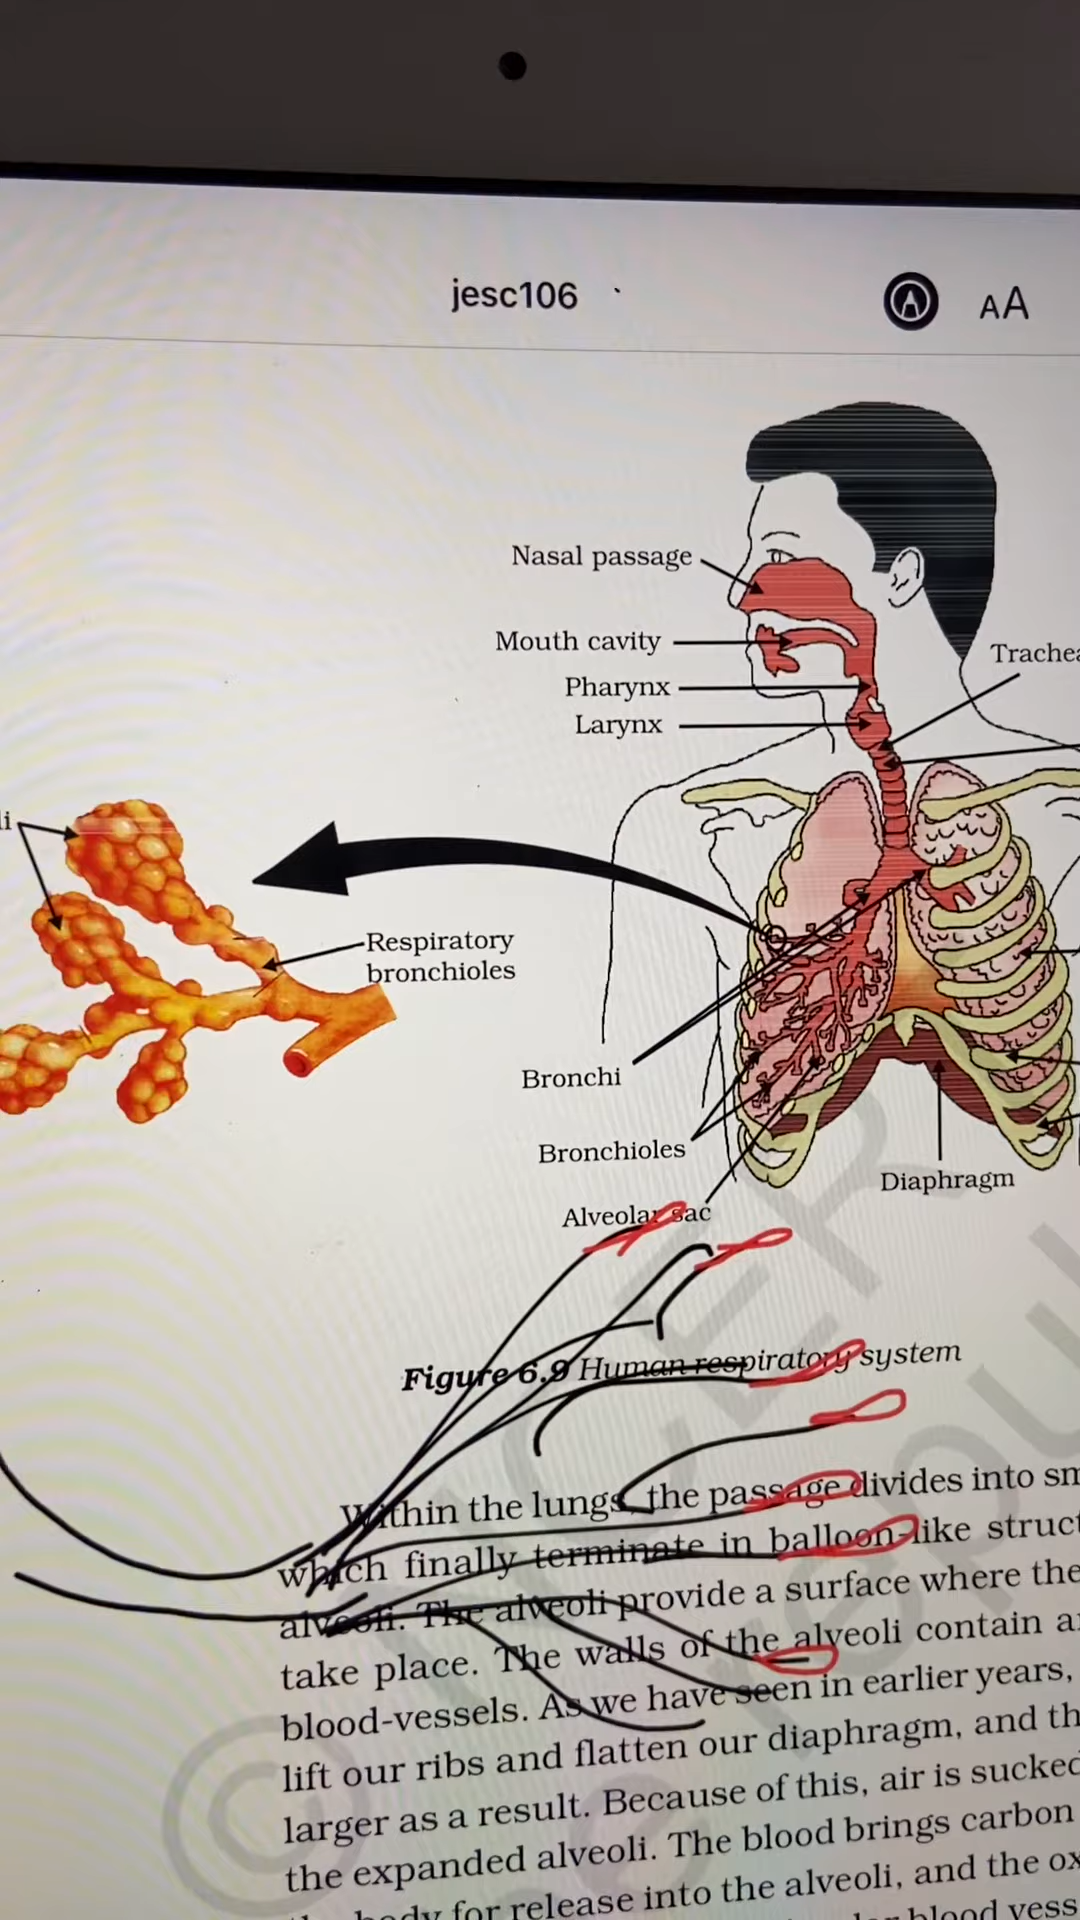 jesc106
AA
Nasal passage
Mouth cavity
Trachea
Pharynx
Larynx
li
Respiratory
bronchioles
Bronchi
Bronchioles
Diaphragm
Alveolar sac
Figure 6.9 Human respiratory system
Within the lungs, the passage divides into sm
which finally terminate in balloon-like struct
alveoli. The alveoli provide a surface where the
take place. The walls of the alveoli contain a
blood-vessels. As we have seen in earlier years,
lift our ribs and flatten our diaphragm, and th
larger as a result. Because of this, air is sucked
the expanded alveoli. The blood brings carbon
body for release into the alveoli, and the ox
blood vess